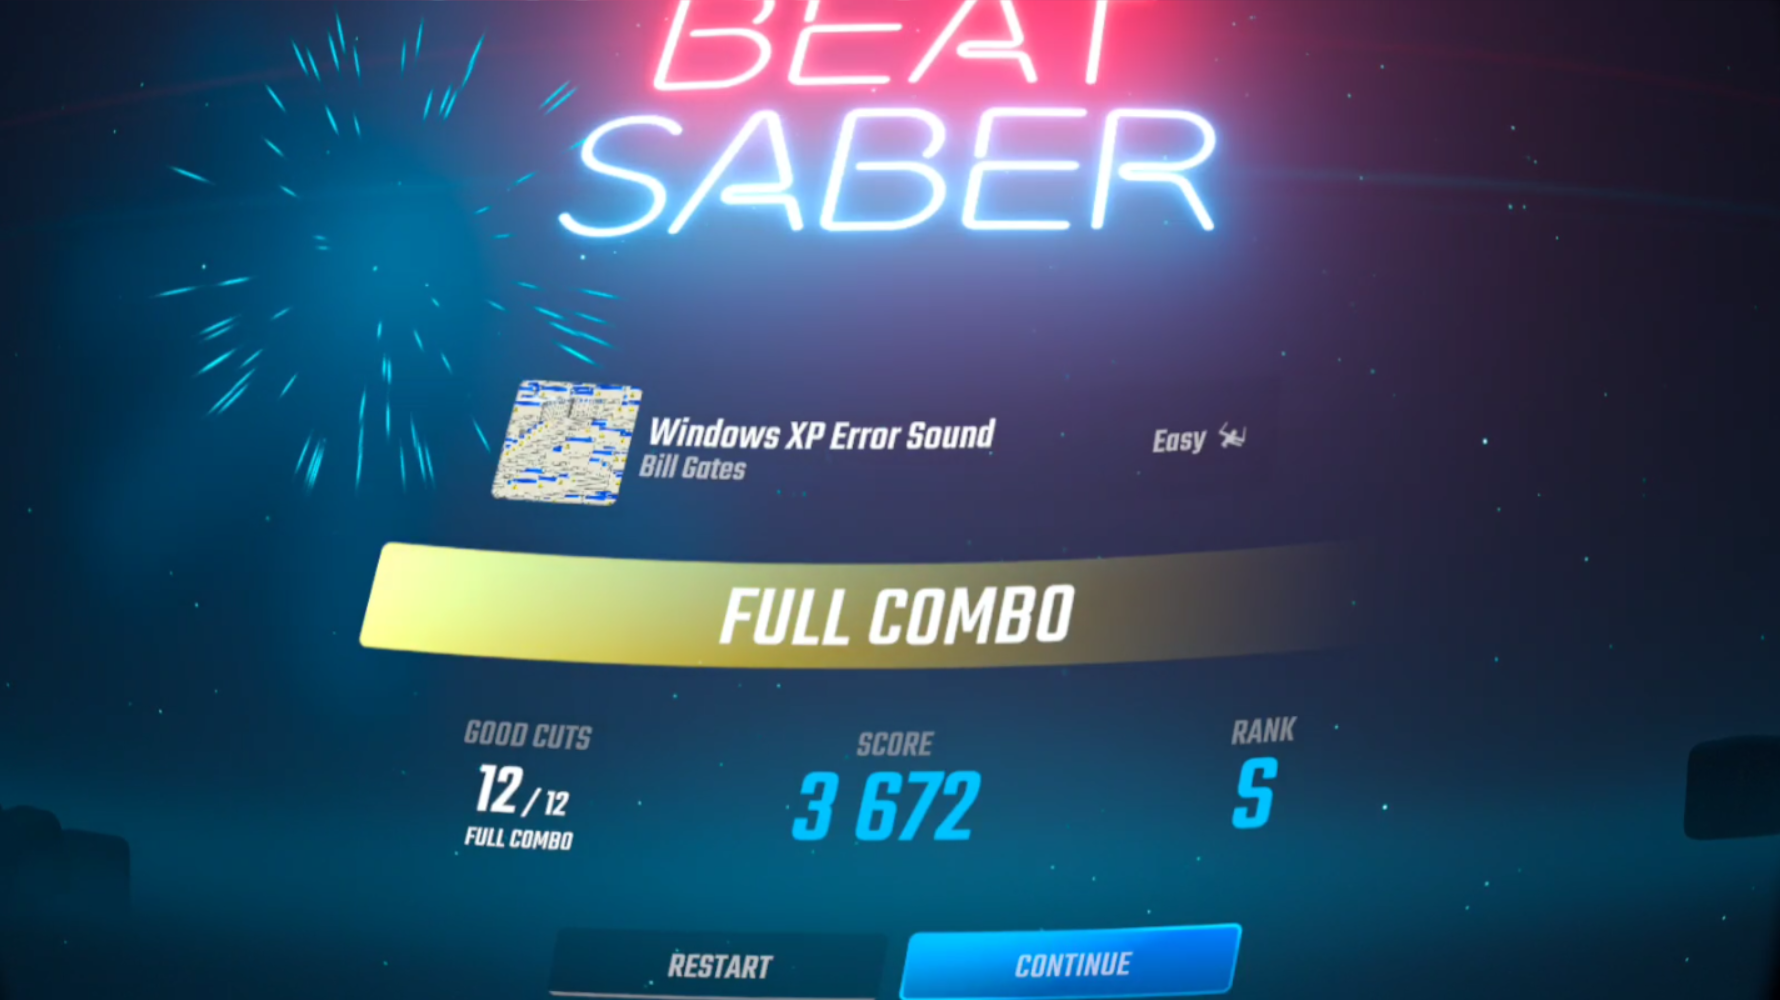 BEAT
SABER
Windows XP Error Sound
Bill Gates
Easy
FULL COMBO
GOOD CUTS
12 / 12
FULL COMBO
SCORE
3 672
RANK
S
RESTART
CONTINUE